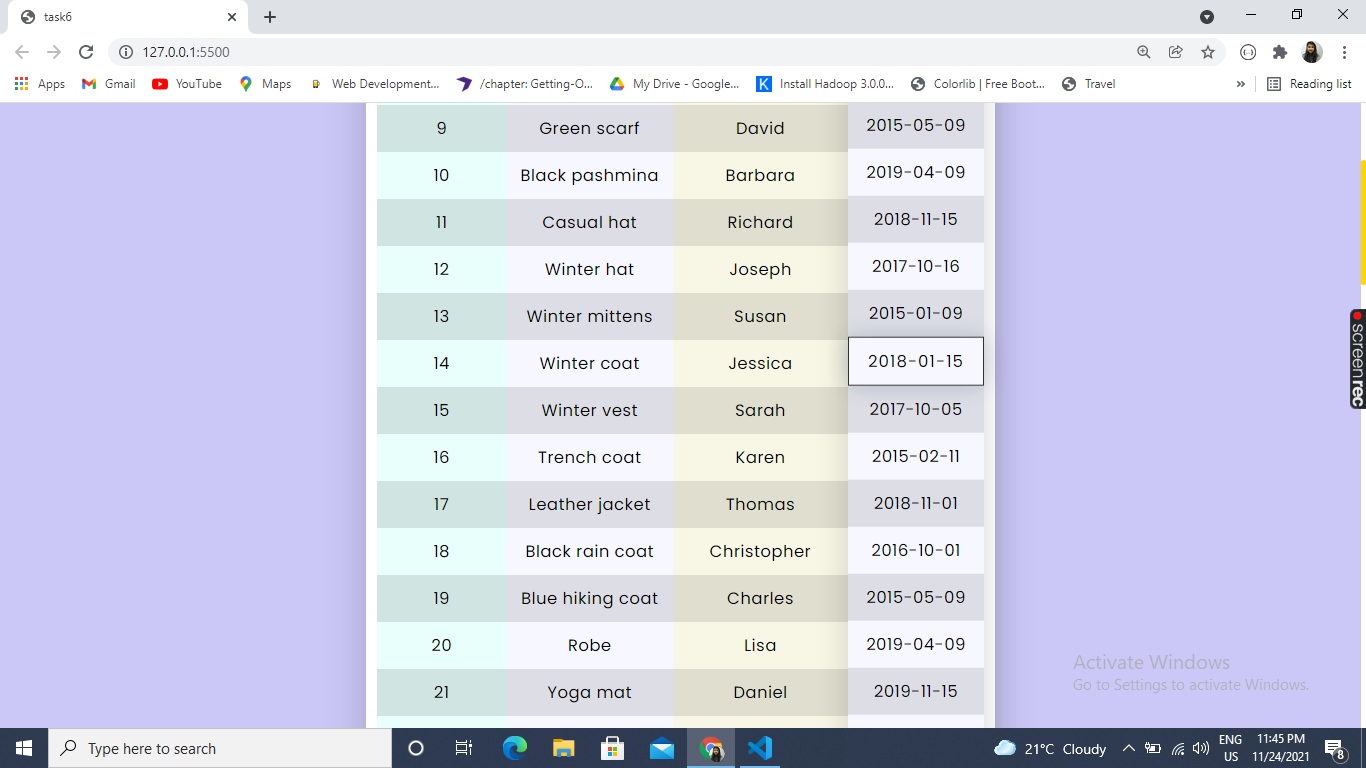 task6
127.0.0.1:5500
Apps Gmail YouTube Maps Web Development... /chapter: Getting-O... My Drive - Google... Install Hadoop 3.0.0... Colorlib | Free Boot... Travel » Reading list
9 Green scarf David 2015-05-09
10 Black pashmina Barbara 2019-04-09
11 Casual hat Richard 2018-11-15
12 Winter hat Joseph 2017-10-16
13 Winter mittens Susan 2015-01-09
14 Winter coat Jessica 2018-01-15
15 Winter vest Sarah 2017-10-05
16 Trench coat Karen 2015-02-11
17 Leather jacket Thomas 2018-11-01
18 Black rain coat Christopher 2016-10-01
19 Blue hiking coat Charles 2015-05-09
20 Robe Lisa 2019-04-09
21 Yoga mat Daniel 2019-11-15
screenrec
Activate Windows
Go to Settings to activate Windows.
Type here to search
21°C Cloudy
ENG
US
11:45 PM
11/24/2021
8